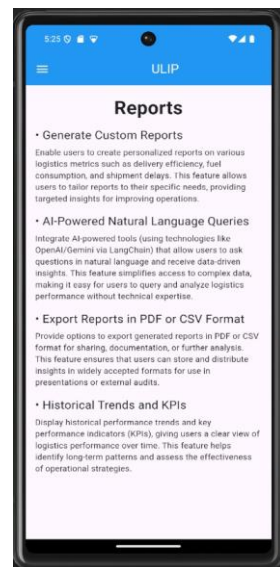 5:25
ULIP
Reports
• Generate Custom Reports
Enable users to create personalized reports on various
logistics metrics such as delivery efficiency, fuel
consumption, and shipment delays. This feature allows
users to tailor reports to their specific needs, providing
targeted insights for improving operations.
• AI-Powered Natural Language Queries
Integrate AI-powered tools (using technologies like
OpenAI/Gemini via LangChain) that allow users to ask
questions in natural language and receive data-driven
insights. This feature simplifies access to complex data,
making it easy for users to query and analyze logistics
performance without technical expertise.
• Export Reports in PDF or CSV Format
Provide options to export generated reports in PDF or CSV
format for sharing, documentation, or further analysis.
This feature ensures that users can store and distribute
insights in widely accepted formats for use in
presentations or external audits.
• Historical Trends and KPIs
Display historical performance trends and key
performance indicators (KPIs), giving users a clear view of
logistics performance over time. This feature helps
identify long-term patterns and assess the effectiveness
of operational strategies.